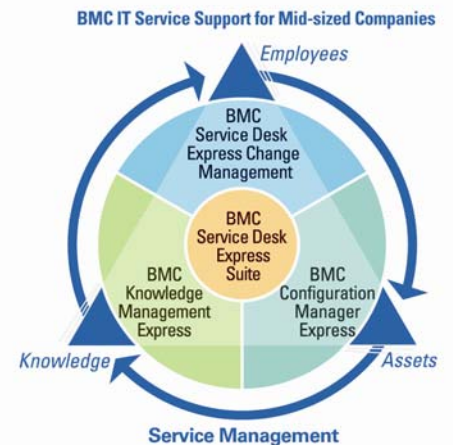 BMC IT Service Support for Mid-sized Companies
Employees
BMC
Service Desk
Express Change
Management
BMC
Service Desk
Express
Suite
BMC
Knowledge
Management
Express
BMC
Configuration
Manager
Express
Knowledge
Assets
Service Management